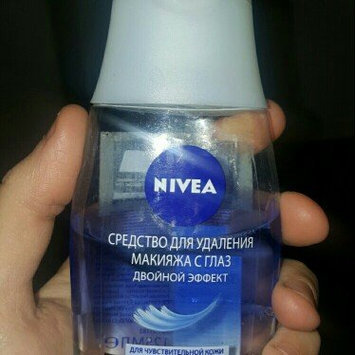 NIVEA
СРЕДСТВО ДЛЯ УДАЛЕНИЯ
МАКИЯЖА С ГЛАЗ
ДВОЙНОЙ ЭФФЕКТ
ДЛЯ ЧУВСТВИТЕЛЬНОЙ КОЖИ